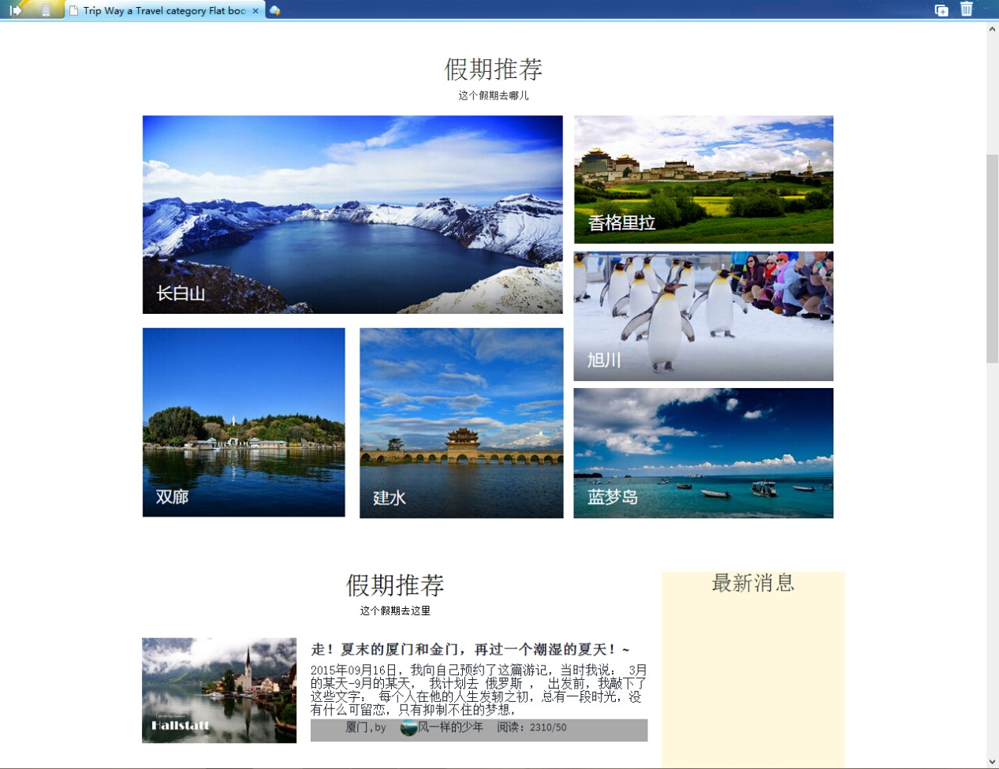 Trip Way a Travel category Flat boo
假期推荐
这个假期去哪儿
长白山
香格里拉
旭川
双廊
建水
蓝梦岛
假期推荐
这个假期去这里
最新消息
走！夏末的厦门和金门，再过一个潮湿的夏天！~
2015年09月16日，我向自己预约了这篇游记，当时我说： 3月
的某天-9月的某天， 我计划去 俄罗斯 ， 出发前，我敲下了
这些文字： 每个人在他的人生发轫之初，总有一段时光，没
有什么可留恋，只有抑制不住的梦想，
Hallstatt
厦门,by 风一样的少年 阅读：2310/50